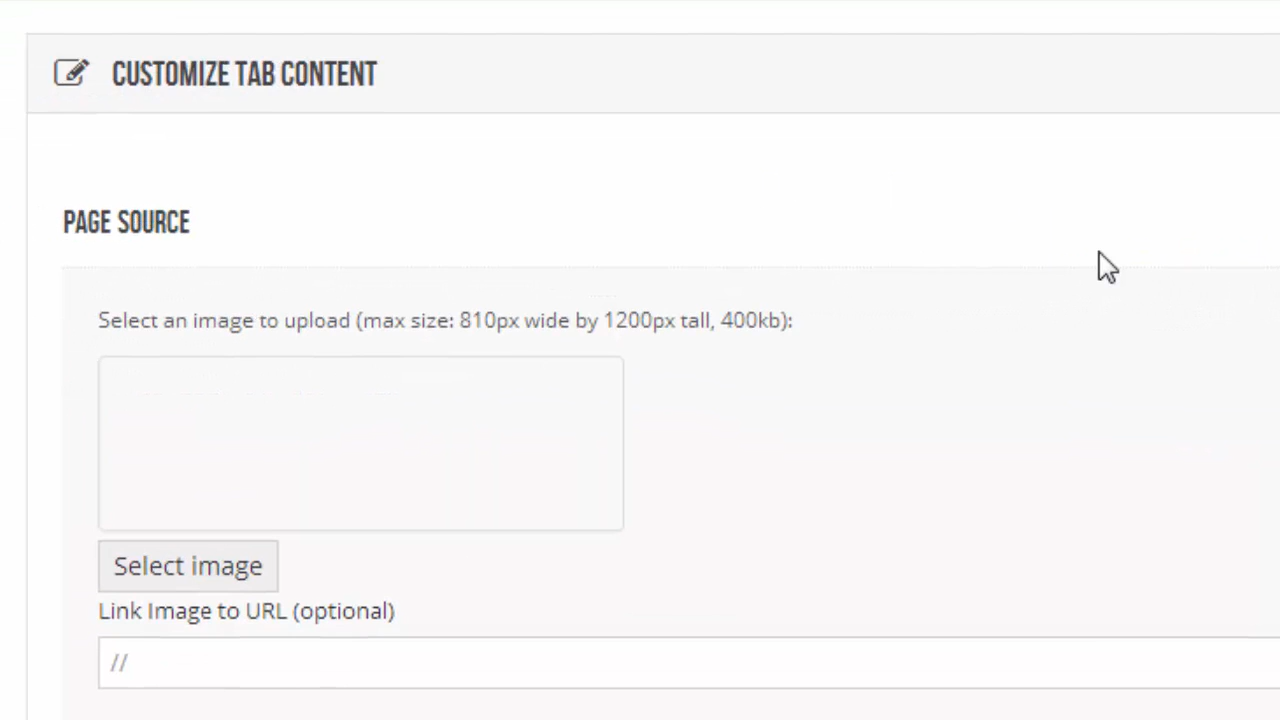 CUSTOMIZE TAB CONTENT
PAGE SOURCE
Select an image to upload (max size: 810px wide by 1200px tall, 400kb):
Select image
Link Image to URL (optional)
//